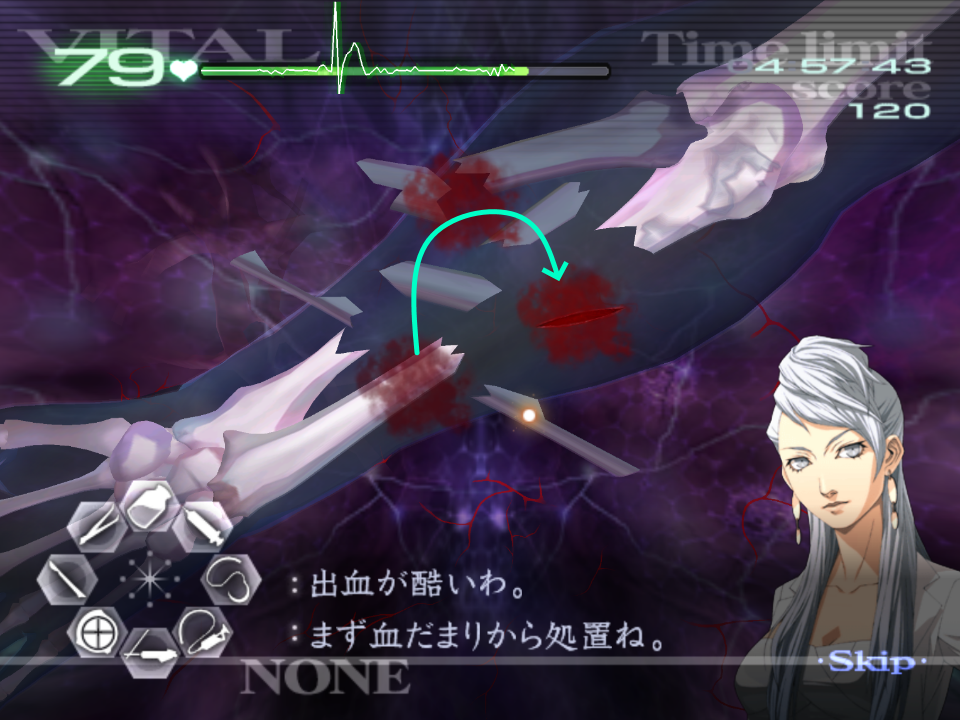 VITAL
79
Time limit
4 57 43
score
120
：出血が酷いわ。
：まず血だまりから処置ね。
NONE
·Skip·